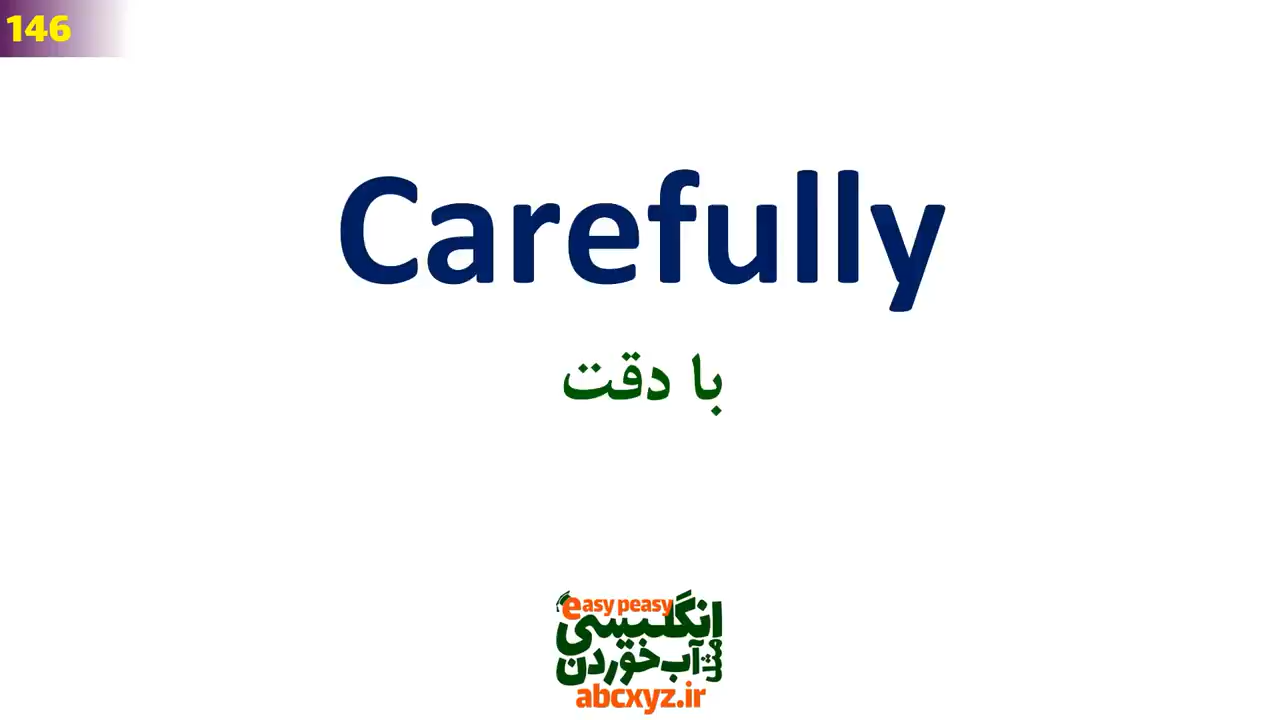 146
Carefully
با دقت
easy peasy
انگلیسی
مثل آب خوردن
abcxyz.ir